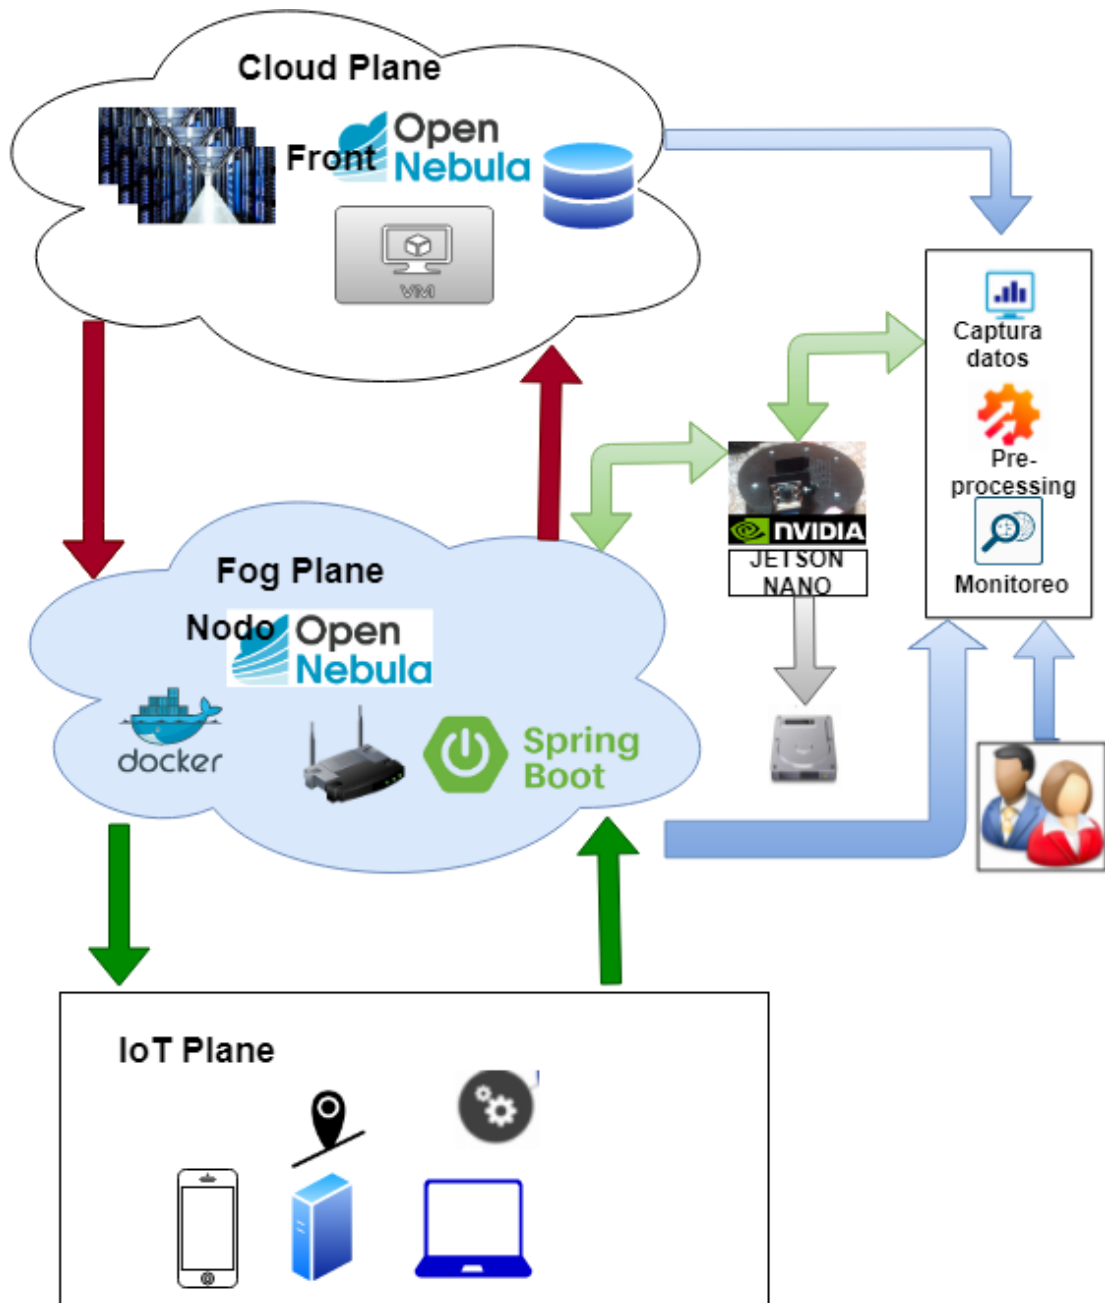 Cloud Plane
Front
Open
Nebula
VM
Captura
datos
Pre-
processing
Monitoreo
nVIDIA
JETSON
NANO
Fog Plane
Nodo
Open
Nebula
docker
Spring
Boot
IoT Plane